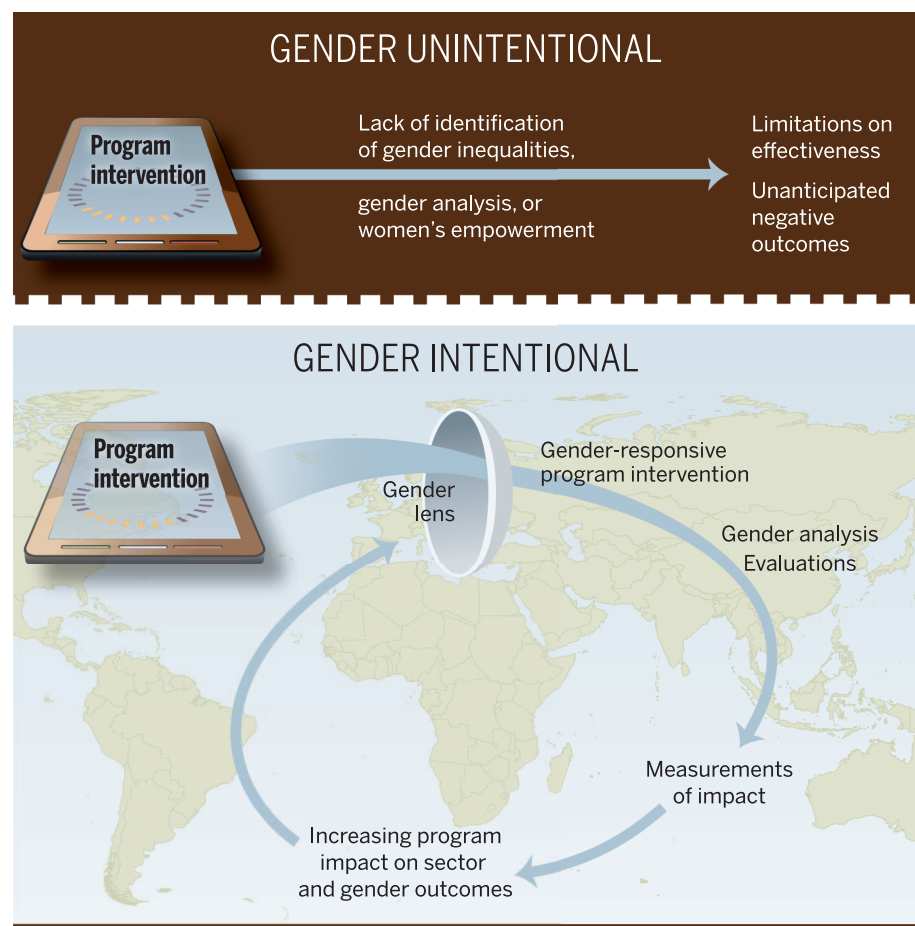 GENDER UNINTENTIONAL
Program
intervention
Lack of identification
of gender inequalities,
gender analysis, or
women's empowerment
Limitations on
effectiveness
Unanticipated
negative
outcomes
GENDER INTENTIONAL
Program
intervention
Gender
lens
Gender-responsive
program intervention
Gender analysis
Evaluations
Measurements
of impact
Increasing program
impact on sector
and gender outcomes